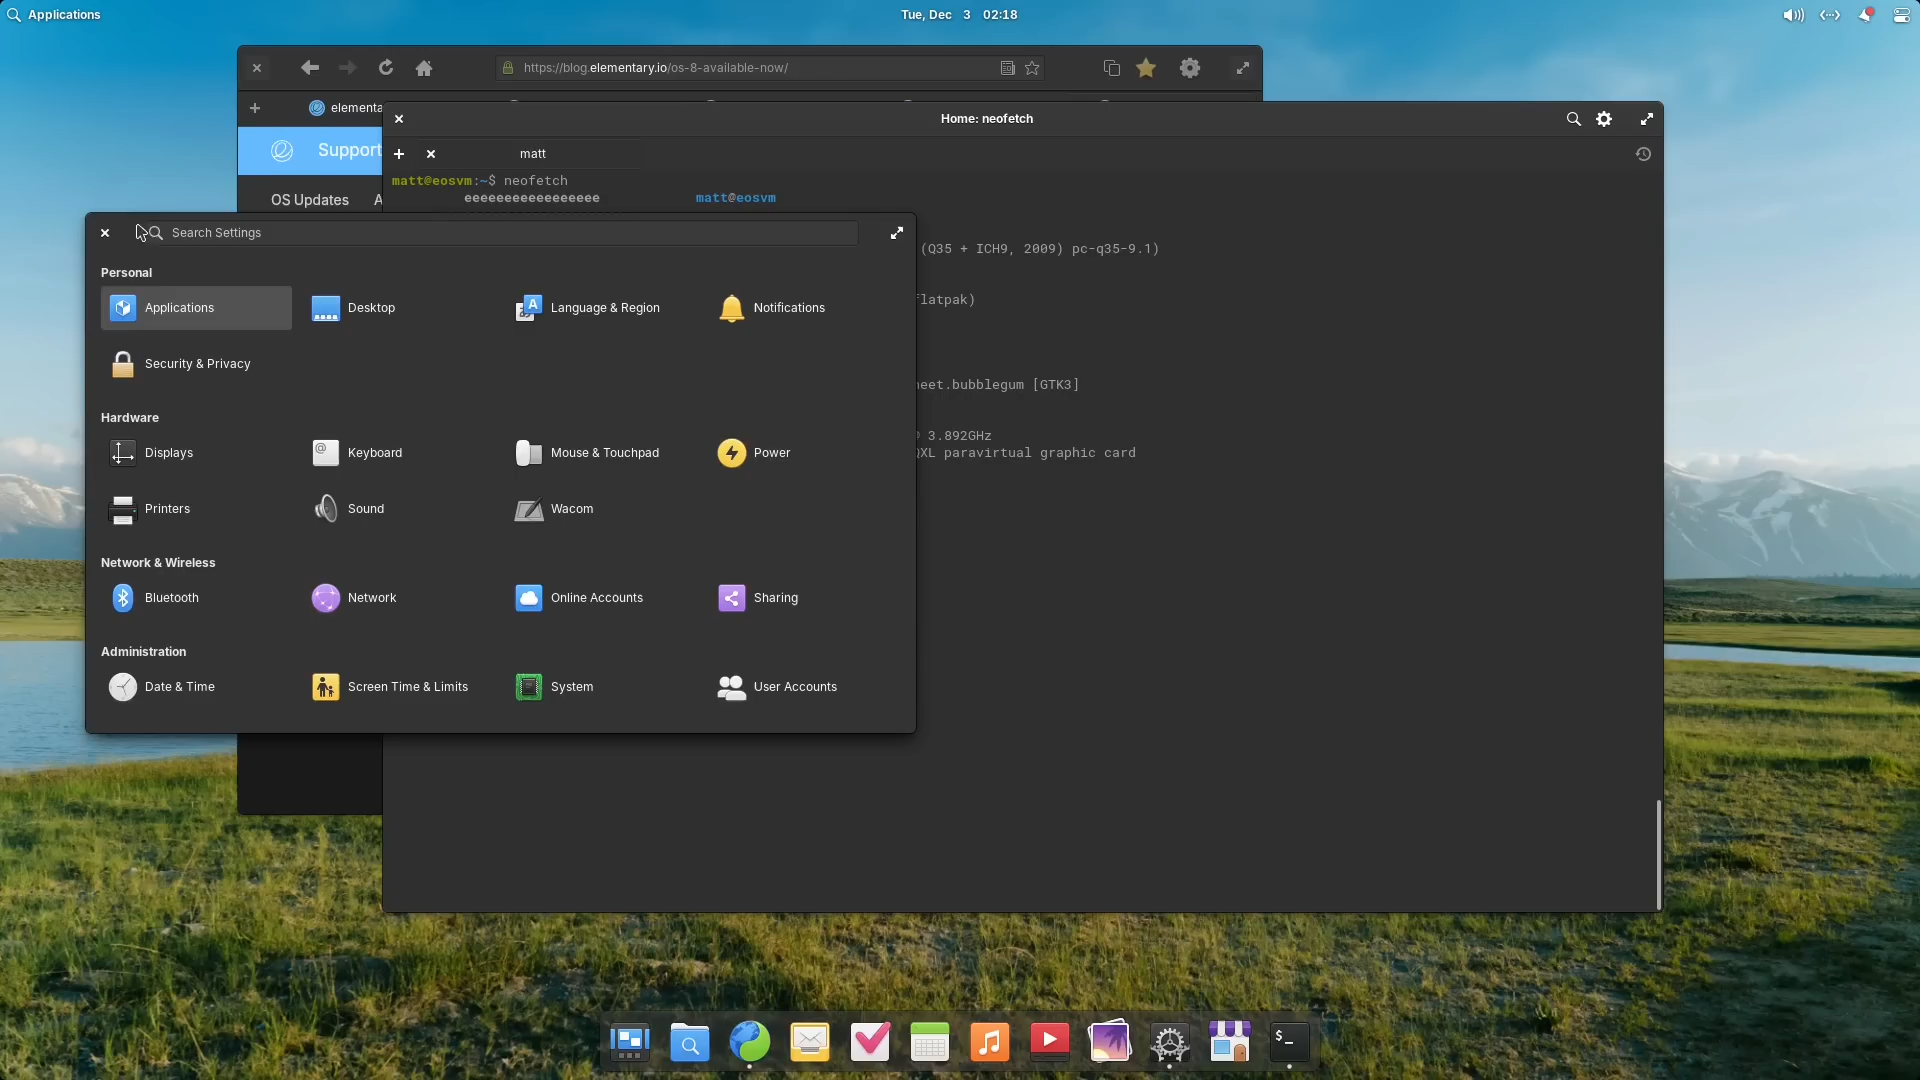 Applications
Tue, Dec 3 02:18
https://blog.elementary.io/os-8-available-now/
elementa
Home: neofetch
Support
matt
matt@eosvm:~$ neofetch
OS Updates A
eeeeeeeeeeeeeeeee matt@eosvm
Search Settings
(Q35 + ICH9, 2009) pc-q35-9.1)
Personal
Applications
Desktop
Language & Region
Notifications
flatpak)
Security & Privacy
heet.bubblegum [GTK3]
Hardware
3.892GHz
Displays
Keyboard
Mouse & Touchpad
Power
QXL paravirtual graphic card
Printers
Sound
Wacom
Network & Wireless
Bluetooth
Network
Online Accounts
Sharing
Administration
Date & Time
Screen Time & Limits
System
User Accounts
$_